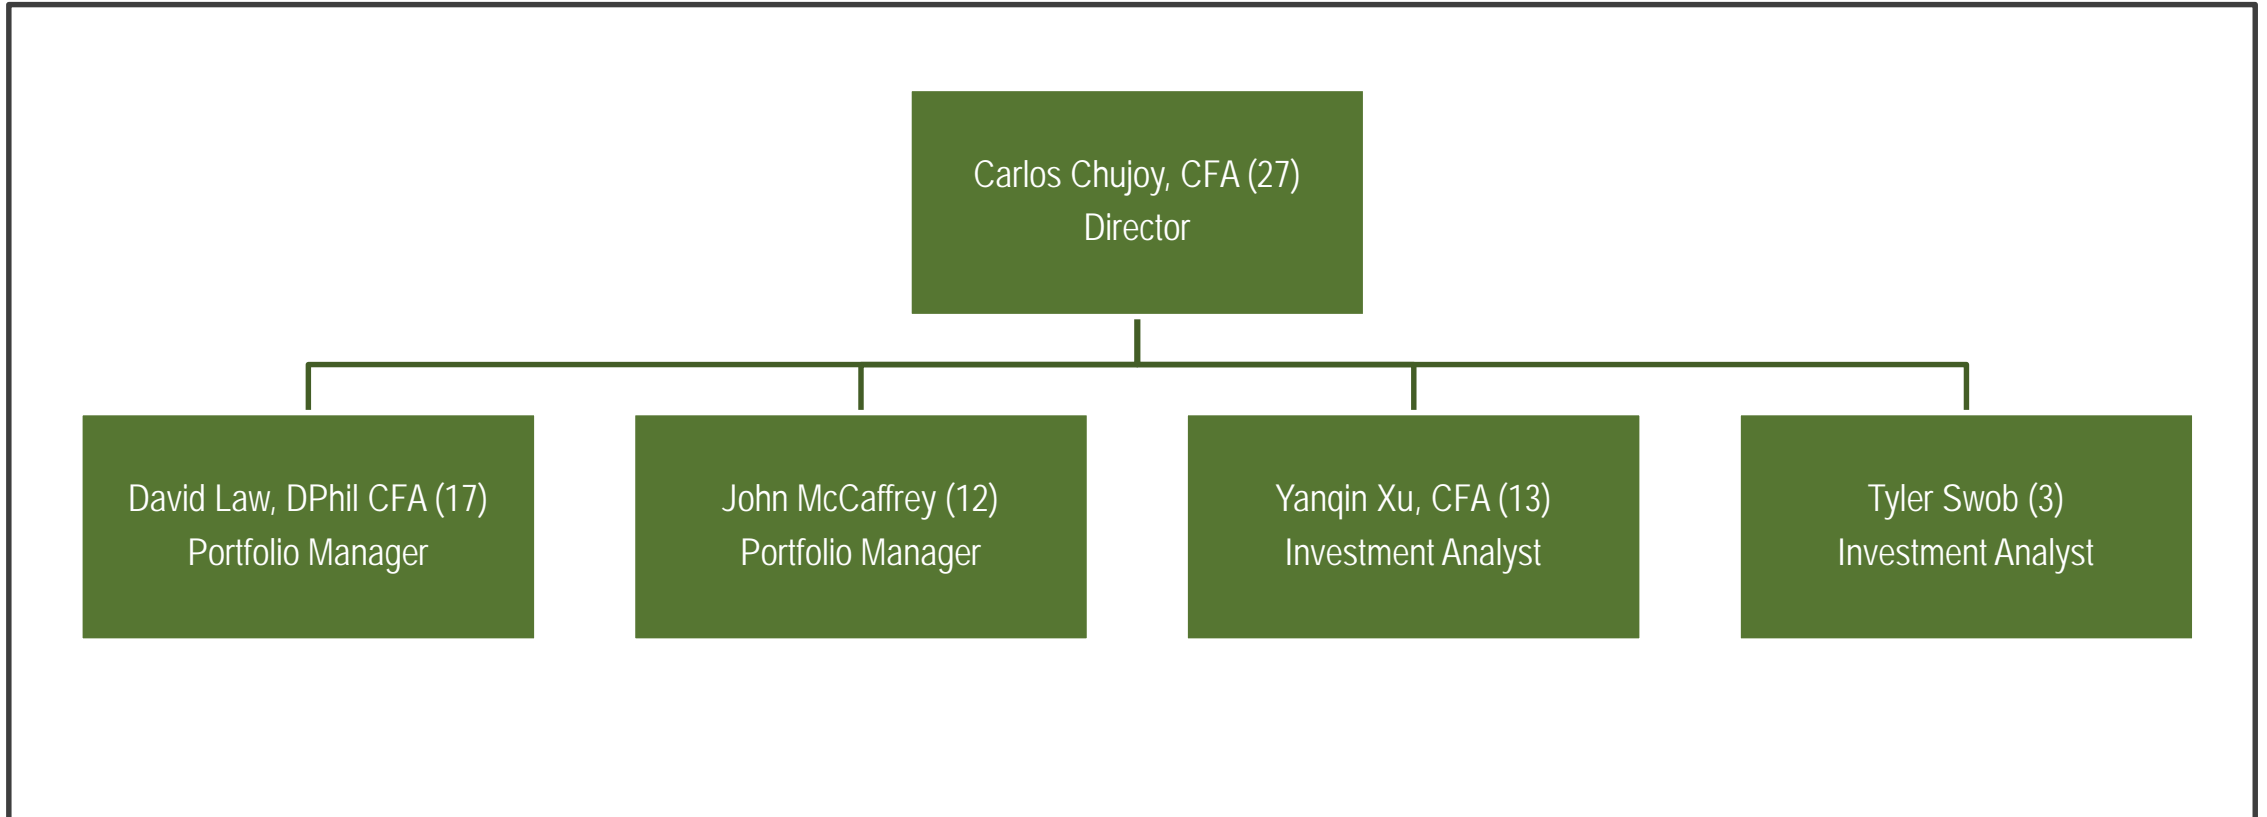 Carlos Chujoy, CFA (27)
Director
David Law, DPhil CFA (17)
Portfolio Manager
John McCaffrey (12)
Portfolio Manager
Yanqin Xu, CFA (13)
Investment Analyst
Tyler Swob (3)
Investment Analyst